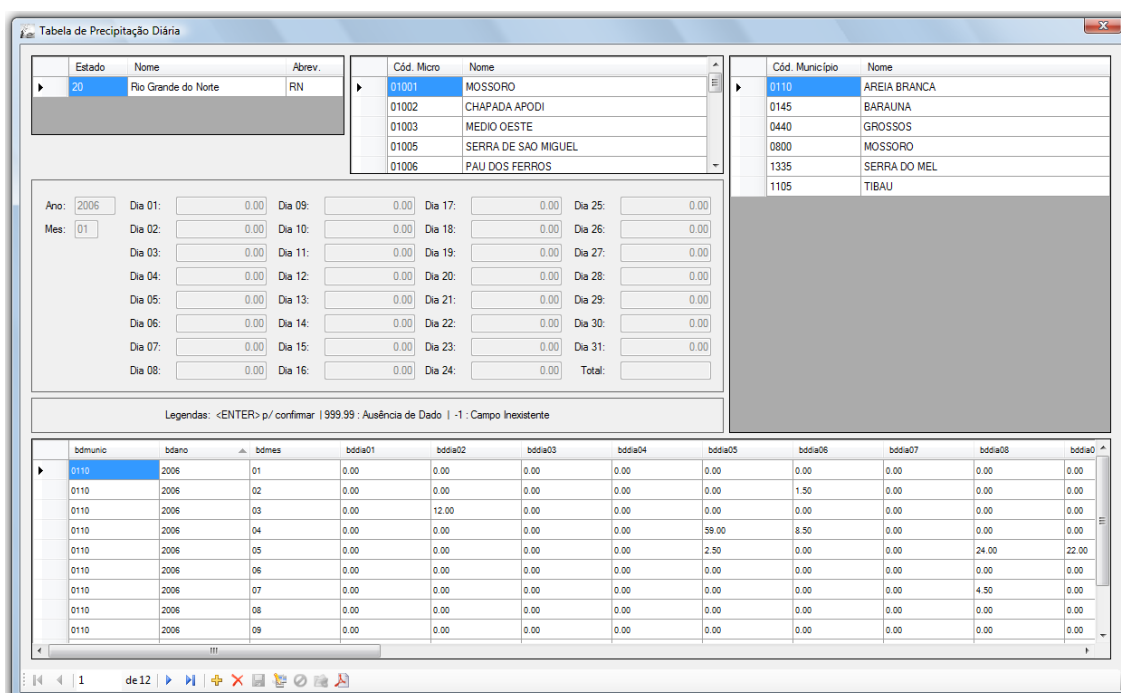 Tabela de Precipitação Diária
Estado Nome Abrev.
20 Rio Grande do Norte RN
Cód. Micro Nome
01001 MOSSORO
01002 CHAPADA APODI
01003 MEDIO OESTE
01005 SERRA DE SAO MIGUEL
01006 PAU DOS FERROS
Cód. Município Nome
0110 AREIA BRANCA
0145 BARAUNA
0440 GROSSOS
0800 MOSSORO
1335 SERRA DO MEL
1105 TIBAU
Ano: 2006 Dia 01: 0.00 Dia 09: 0.00 Dia 17: 0.00 Dia 25: 0.00
Mes: 01 Dia 02: 0.00 Dia 10: 0.00 Dia 18: 0.00 Dia 26: 0.00
Dia 03: 0.00 Dia 11: 0.00 Dia 19: 0.00 Dia 27: 0.00
Dia 04: 0.00 Dia 12: 0.00 Dia 20: 0.00 Dia 28: 0.00
Dia 05: 0.00 Dia 13: 0.00 Dia 21: 0.00 Dia 29: 0.00
Dia 06: 0.00 Dia 14: 0.00 Dia 22: 0.00 Dia 30: 0.00
Dia 07: 0.00 Dia 15: 0.00 Dia 23: 0.00 Dia 31: 0.00
Dia 08: 0.00 Dia 16: 0.00 Dia 24: 0.00 Total:
Legendas: <ENTER> p/ confirmar | 999.99 : Ausência de Dado | -1 : Campo Inexistente
bdmunic bdano bdmes bddia01 bddia02 bddia03 bddia04 bddia05 bddia06 bddia07 bddia08 bddia0
0110 2006 01 0.00 0.00 0.00 0.00 0.00 0.00 0.00 0.00 0.00
0110 2006 02 0.00 0.00 0.00 0.00 0.00 1.50 0.00 0.00 0.00
0110 2006 03 0.00 12.00 0.00 0.00 0.00 0.00 0.00 0.00 0.00
0110 2006 04 0.00 0.00 0.00 0.00 59.00 8.50 0.00 0.00 0.00
0110 2006 05 0.00 0.00 0.00 0.00 2.50 0.00 0.00 24.00 22.00
0110 2006 06 0.00 0.00 0.00 0.00 0.00 0.00 0.00 0.00 0.00
0110 2006 07 0.00 0.00 0.00 0.00 0.00 0.00 0.00 4.50 0.00
0110 2006 08 0.00 0.00 0.00 0.00 0.00 0.00 0.00 0.00 0.00
0110 2006 09 0.00 0.00 0.00 0.00 0.00 0.00 0.00 0.00 0.00
1 de 12